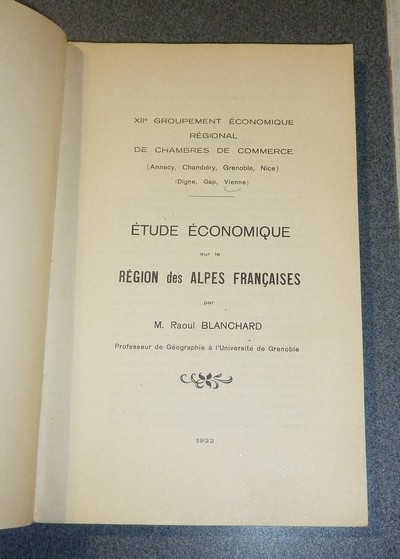 XIIe GROUPEMENT ÉCONOMIQUE
RÉGIONAL
DE CHAMBRES DE COMMERCE
(Annecy, Chambéry, Grenoble, Nice)
(Digne, Gap, Vienne)
ÉTUDE ÉCONOMIQUE
sur la
RÉGION des ALPES FRANÇAISES
par
M. Raoul BLANCHARD
Professeur de Géographie à l'Université de Grenoble
1922